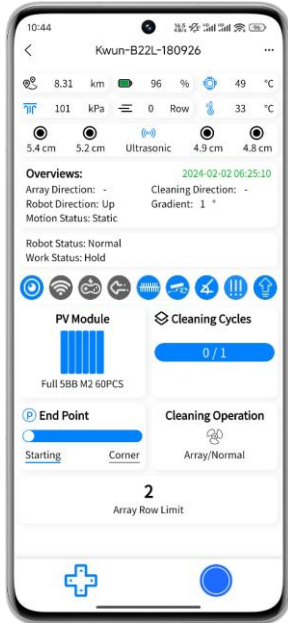 10:44
Kwun-B22L-180926
8.31 km 96 % 49 °C
101 kPa 0 Row 33 °C
5.4 cm 5.2 cm Ultrasonic 4.9 cm 4.8 cm
Overviews: 2024-02-02 06:25:10
Array Direction: - Cleaning Direction: -
Robot Direction: Up Gradient: 1 °
Motion Status: Static
Robot Status: Normal
Work Status: Hold
PV Module
Full 5BB M2 60PCS
Cleaning Cycles
0 / 1
P End Point
Starting Corner
Cleaning Operation
Array/Normal
2
Array Row Limit